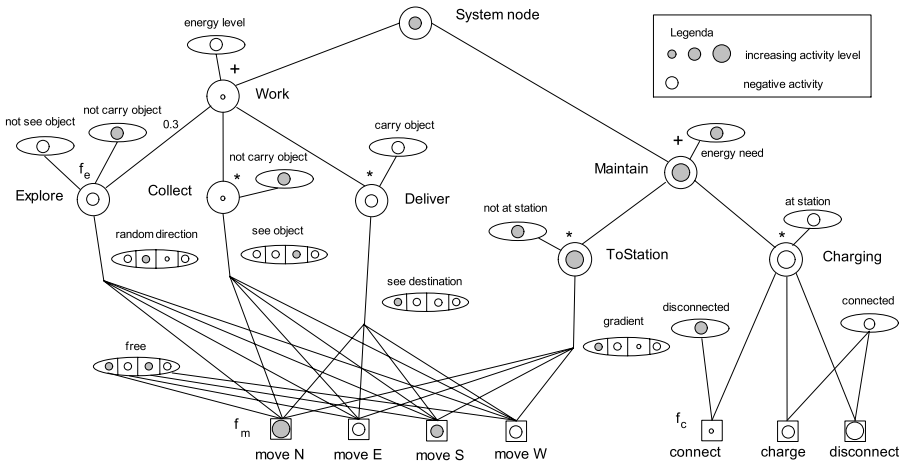 System node
energy level
Legenda
increasing activity level
negative activity
+
Work
not see object
not carry object
0.3
carry object
+
energy need
Maintain
f e
not carry object
*
*
Explore
Collect
Deliver
not at station
at station
*
*
random direction
see object
ToStation
Charging
see destination
disconnected
connected
gradient
free
f m
f c
move N
move E
move S
move W
connect
charge
disconnect